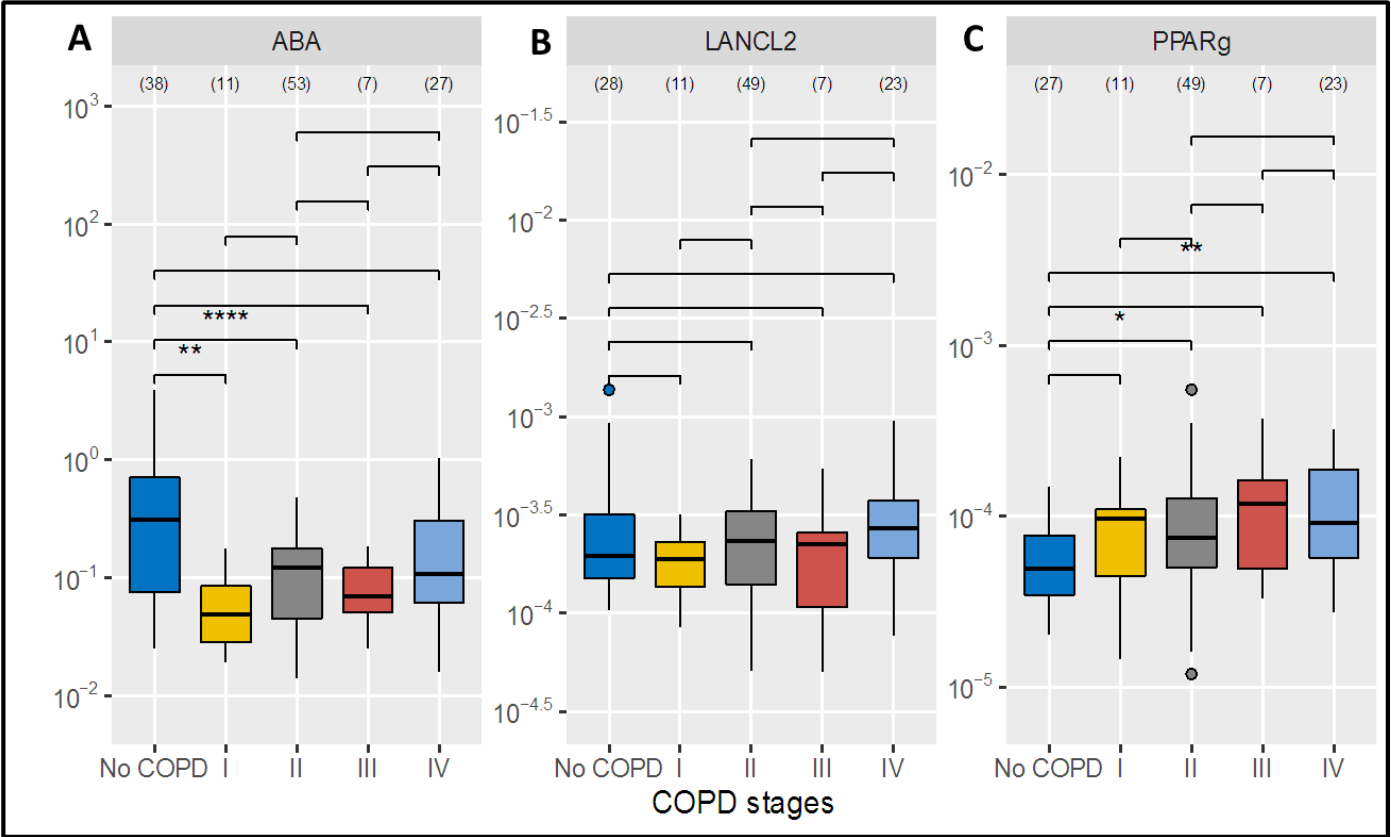 A ABA
(38) (11) (53) (7) (27)
10^3
10^2
10^1
10^0
10^-1
10^-2
****
**
No COPD I II III IV
B LANCL2
(28) (11) (49) (7) (23)
10^-1.5
10^-2
10^-2.5
10^-3
10^-3.5
10^-4
10^-4.5
No COPD I II III IV
C PPARg
(27) (11) (49) (7) (23)
10^-2
10^-3
10^-4
10^-5
**
*
No COPD I II III IV
COPD stages